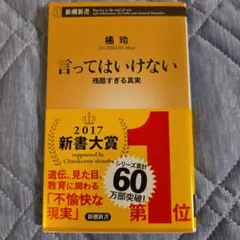 新潮新書
橘 玲
TACHIBANA Akira
言ってはいけない
残酷すぎる真実
2017
新書大賞
supported by
Chuokoron-shinsha
第1位
遺伝、見た目、
教育に関わる
「不愉快な
現実」
シリーズ累計
60
万部突破!
新潮新書